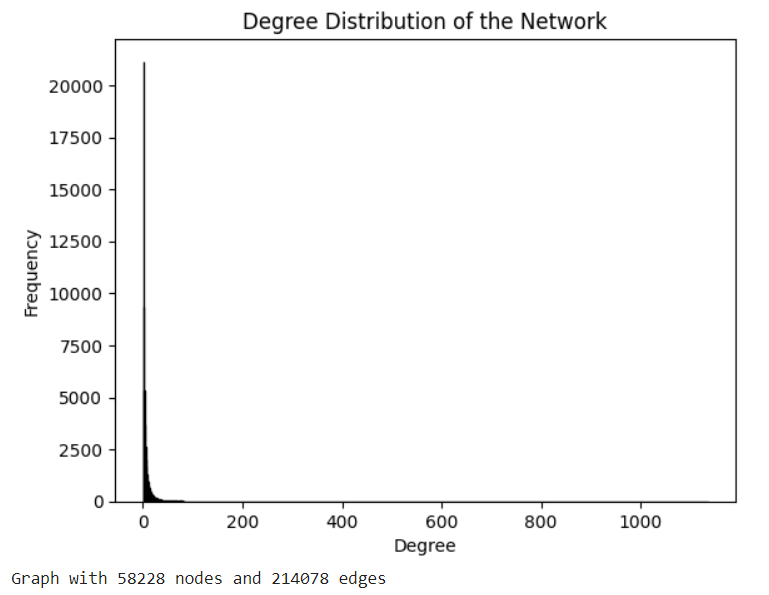 Degree Distribution of the Network
20000
17500
15000
12500
10000
7500
5000
2500
0
Frequency
0 200 400 600 800 1000
Degree
Graph with 58228 nodes and 214078 edges